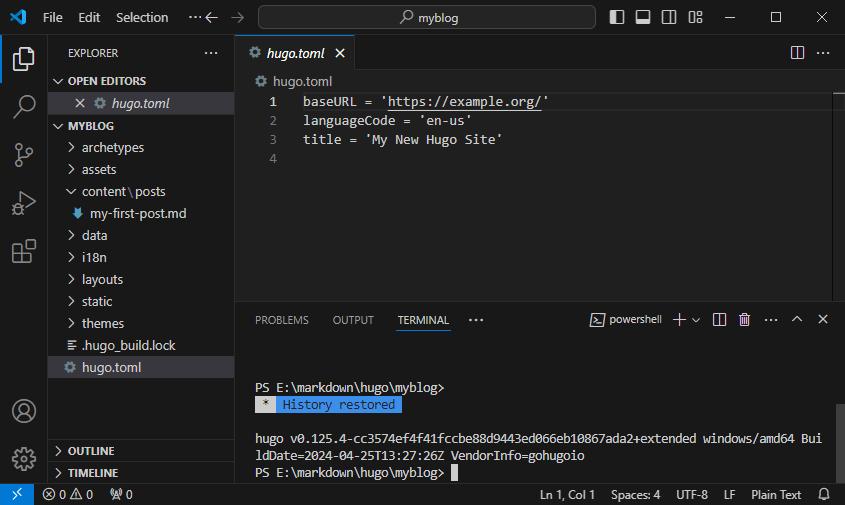 File Edit Selection ··· myblog
EXPLORER ···
OPEN EDITORS
hugo.toml
MYBLOG
archetypes
assets
content\posts
my-first-post.md
data
i18n
layouts
static
themes
.hugo_build.lock
hugo.toml
OUTLINE
TIMELINE
hugo.toml
hugo.toml
1 baseURL = 'https://example.org/'
2 languageCode = 'en-us'
3 title = 'My New Hugo Site'
4
PROBLEMS OUTPUT TERMINAL ··· powershell
PS E:\markdown\hugo\myblog>
* History restored
hugo v0.125.4-cc3574ef4f41fccbe88d9443ed066eb10867ada2+extended windows/amd64 Bui
ldDate=2024-04-25T13:27:26Z VendorInfo=gohugoio
PS E:\markdown\hugo\myblog>
0 0 0 Ln 1, Col 1 Spaces: 4 UTF-8 LF Plain Text